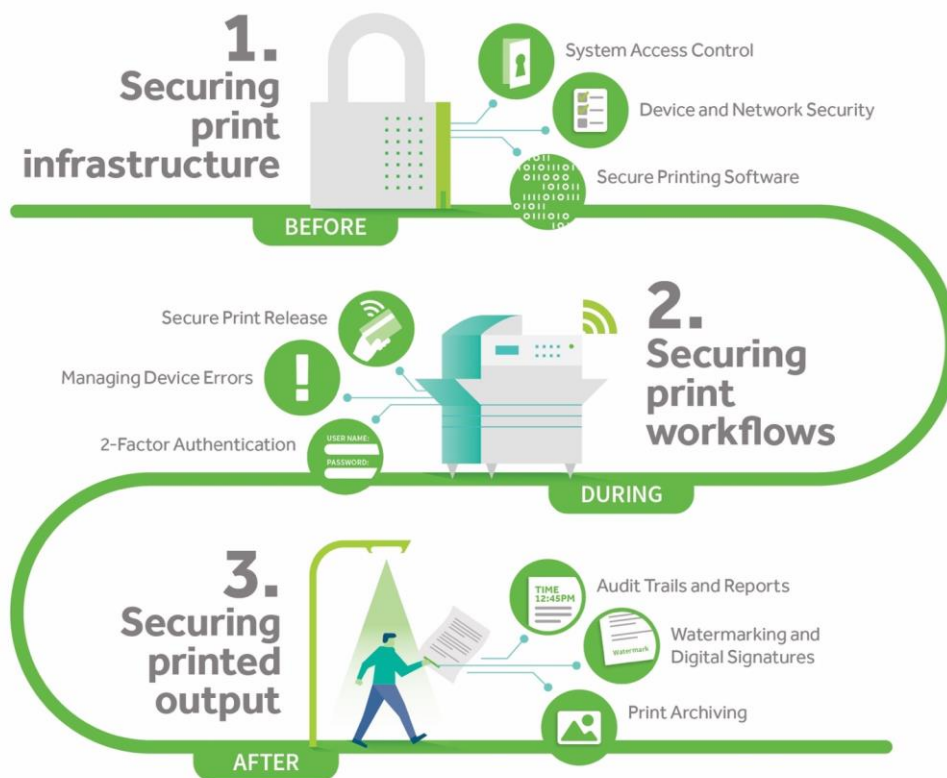 1.
Securing
print
infrastructure
System Access Control
Device and Network Security
Secure Printing Software
BEFORE
Secure Print Release
Managing Device Errors
2-Factor Authentication
USER NAME:
PASSWORD:
2.
Securing
print
workflows
DURING
3.
Securing
printed
output
TIME
12:45PM
Audit Trails and Reports
Watermark
Watermarking and
Digital Signatures
Print Archiving
AFTER